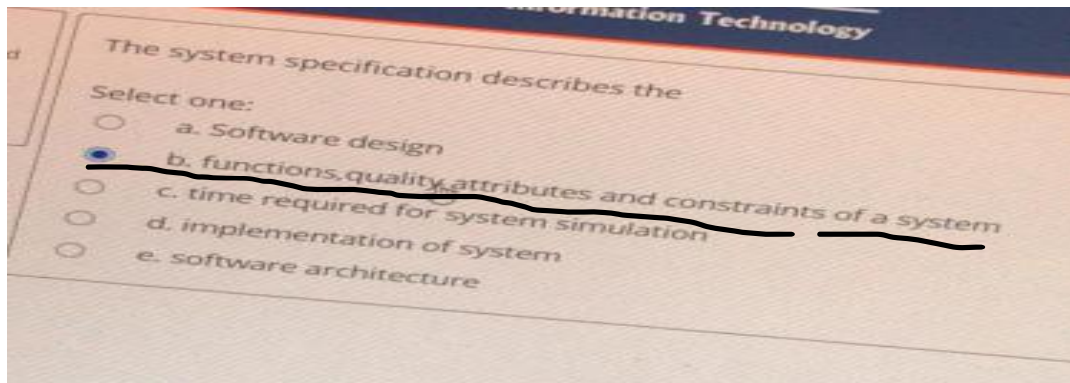 Information Technology
d
The system specification describes the
Select one:
a. Software design
b. functions,quality attributes and constraints of a system
c. time required for system simulation
d. implementation of system
e. software architecture